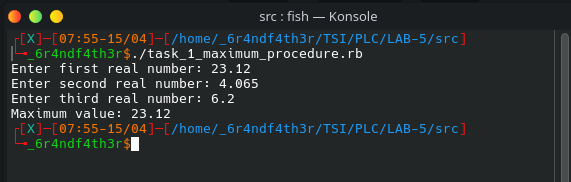 src : fish — Konsole
┌[X]─[07:55-15/04]─[/home/_6r4ndf4th3r/TSI/PLC/LAB-5/src]
└╼_6r4ndf4th3r$./task_1_maximum_procedure.rb
Enter first real number: 23.12
Enter second real number: 4.065
Enter third real number: 6.2
Maximum value: 23.12
┌[X]─[07:55-15/04]─[/home/_6r4ndf4th3r/TSI/PLC/LAB-5/src]
└╼_6r4ndf4th3r$